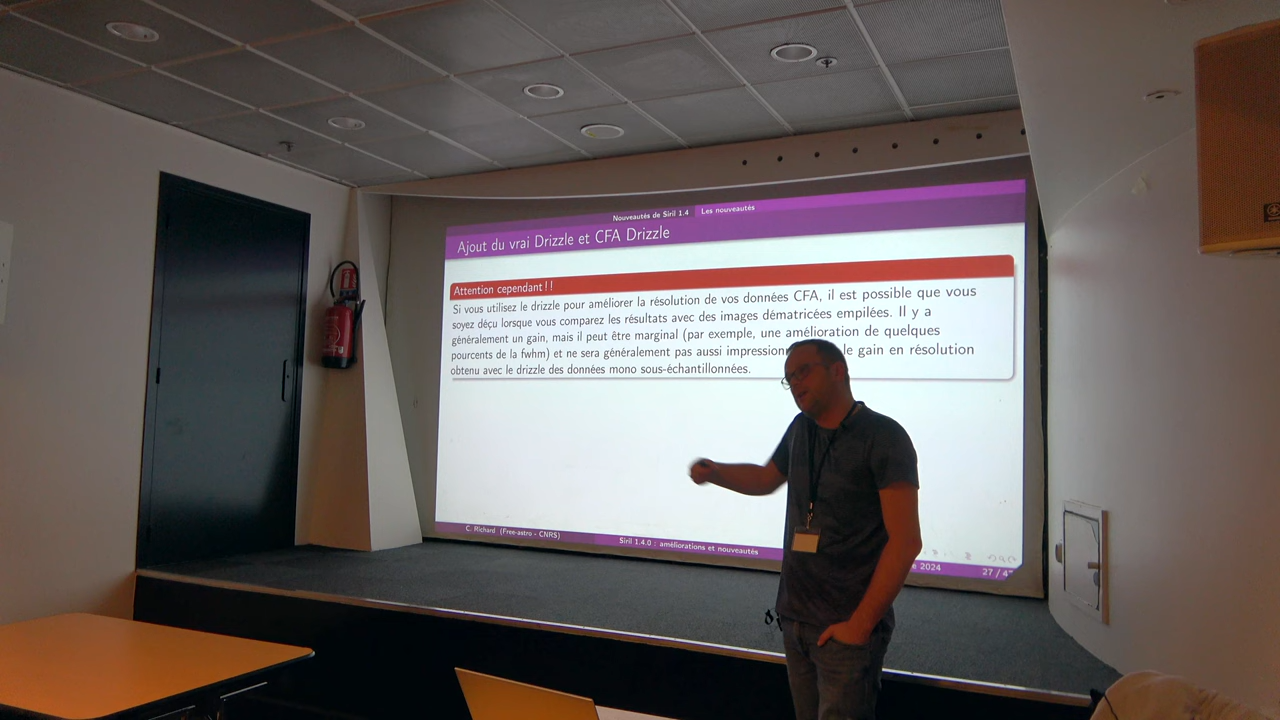 Nouveautés de Siril 1.4 Les nouveautés
Ajout du vrai Drizzle et CFA Drizzle
Attention cependant!!
Si vous utilisez le drizzle pour améliorer la résolution de vos données CFA, il est possible que vous
soyez déçu lorsque vous comparez les résultats avec des images dématricées empilées. Il y a
généralement un gain, mais il peut être marginal (par exemple, une amélioration de quelques
pourcents de la fwhm) et ne sera généralement pas aussi le gain en résolution
obtenu avec le drizzle des données mono sous-échantillonnées.
C. Richard (Free-astro - CNRS) Siril 1.4.0 : améliorations et nouveautés 2024 27 /